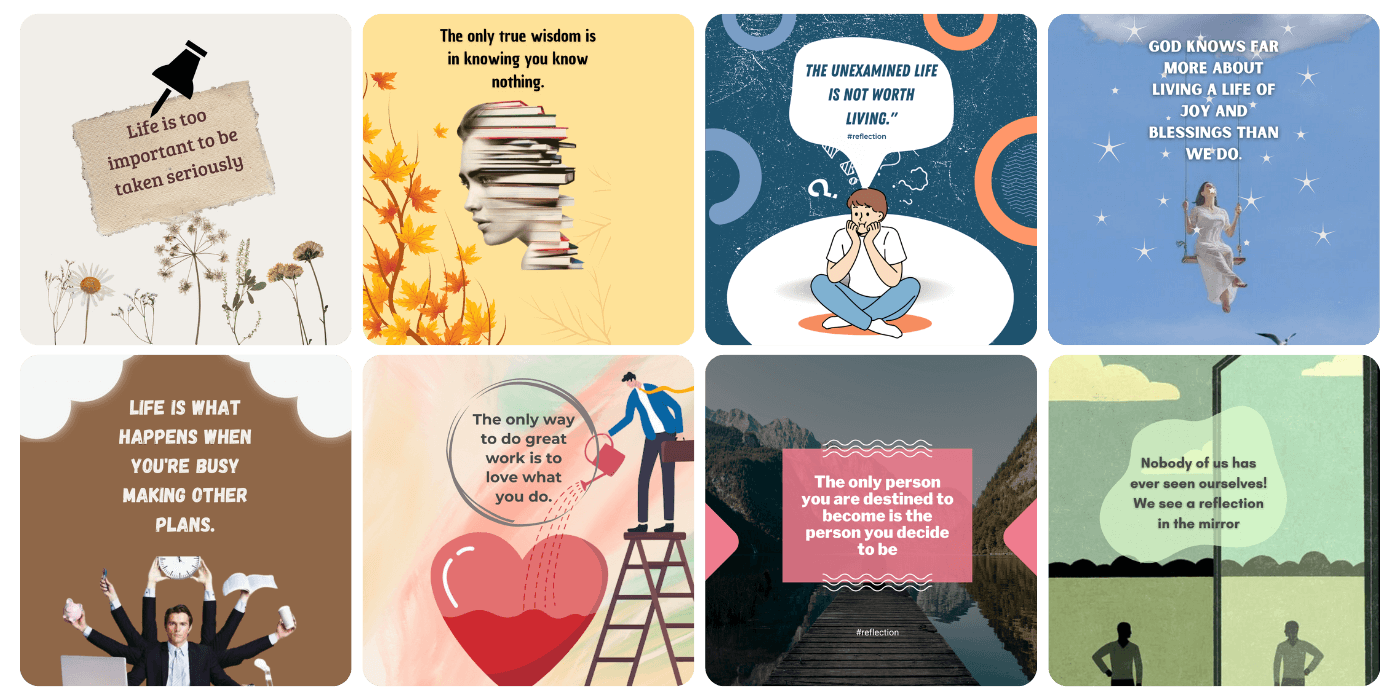 Life is too
important to be
taken seriously
The only true wisdom is
in knowing you know
nothing.
THE UNEXAMINED LIFE
IS NOT WORTH
LIVING.”
#reflection
GOD KNOWS FAR
MORE ABOUT
LIVING A LIFE OF
JOY AND
BLESSINGS THAN
WE DO.
LIFE IS WHAT
HAPPENS WHEN
YOU'RE BUSY
MAKING OTHER
PLANS.
The only way
to do great
work is to
love what
you do.
The only person
you are destined to
become is the
person you decide
to be
#reflection
Nobody of us has
ever seen ourselves!
We see a reflection
in the mirror